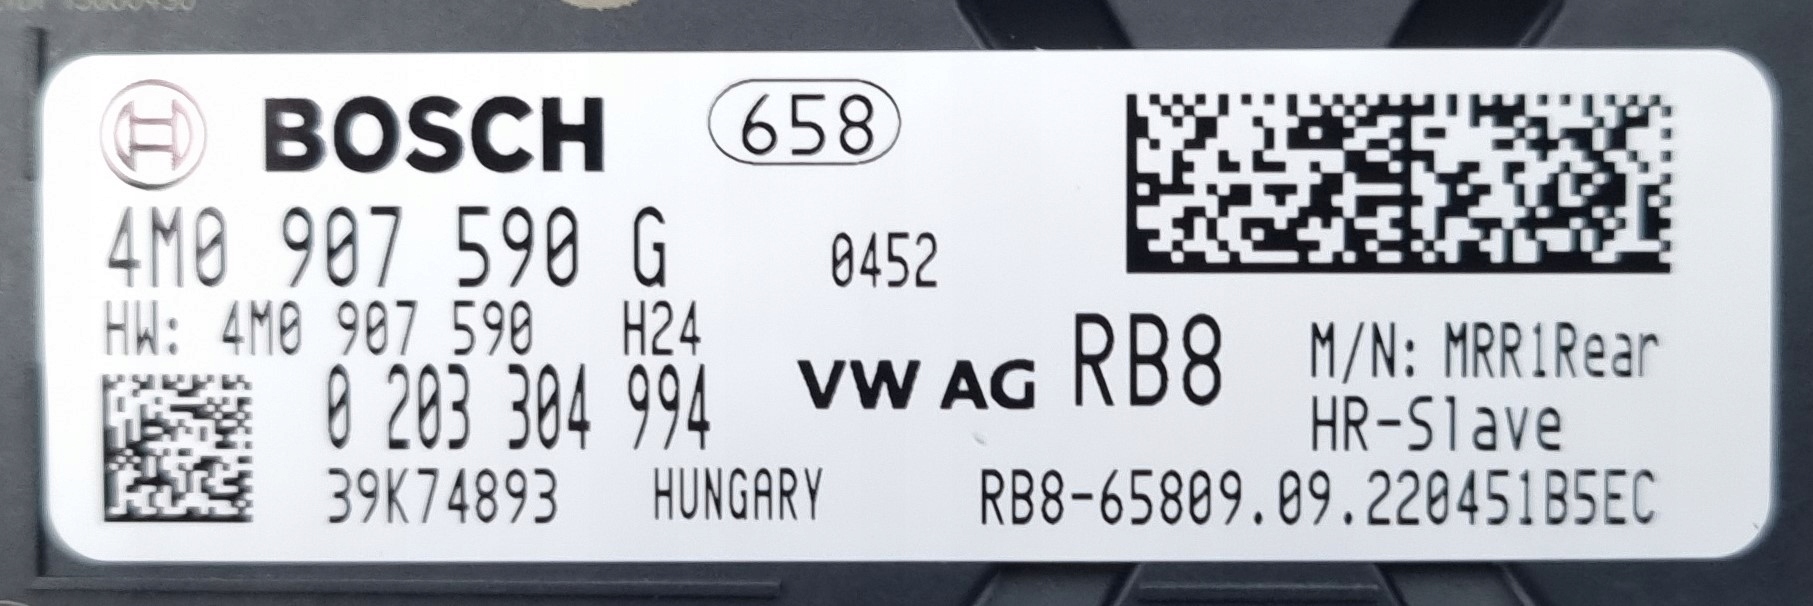 BOSCH 658
4M0 907 590 G 0452
HW: 4M0 907 590 H24
0 203 304 994 VW AG RB8 M/N: MRR1Rear
HR-Slave
39K74893 HUNGARY RB8-65809.09.220451B5EC